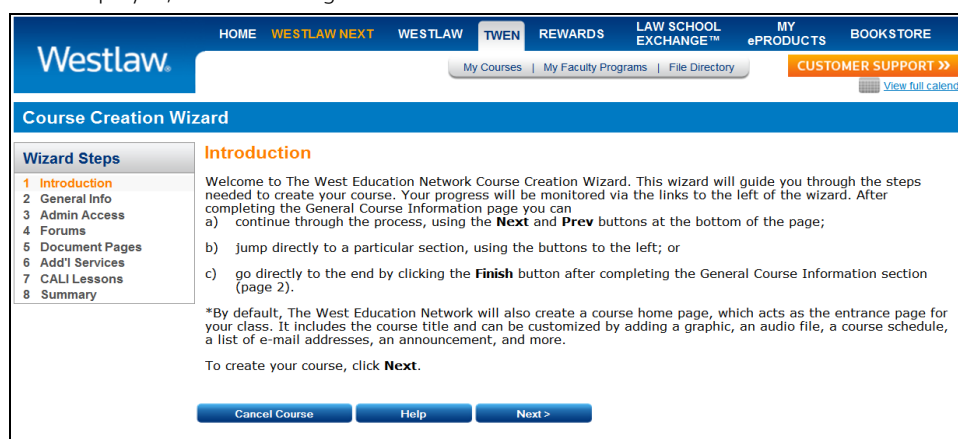 HOME WESTLAW NEXT WESTLAW TWEN REWARDS LAW SCHOOL EXCHANGE™ MY ePRODUCTS BOOKSTORE
Westlaw.
My Courses | My Faculty Programs | File Directory
CUSTOMER SUPPORT »
View full calend
Course Creation Wizard
Wizard Steps
1 Introduction
2 General Info
3 Admin Access
4 Forums
5 Document Pages
6 Add'l Services
7 CALI Lessons
8 Summary
Introduction
Welcome to The West Education Network Course Creation Wizard. This wizard will guide you through the steps
needed to create your course. Your progress will be monitored via the links to the left of the wizard. After
completing the General Course Information page you can
a) continue through the process, using the Next and Prev buttons at the bottom of the page;
b) jump directly to a particular section, using the buttons to the left; or
c) go directly to the end by clicking the Finish button after completing the General Course Information section
(page 2).
*By default, The West Education Network will also create a course home page, which acts as the entrance page for
your class. It includes the course title and can be customized by adding a graphic, an audio file, a course schedule,
a list of e-mail addresses, an announcement, and more.
To create your course, click Next.
Cancel Course Help Next >